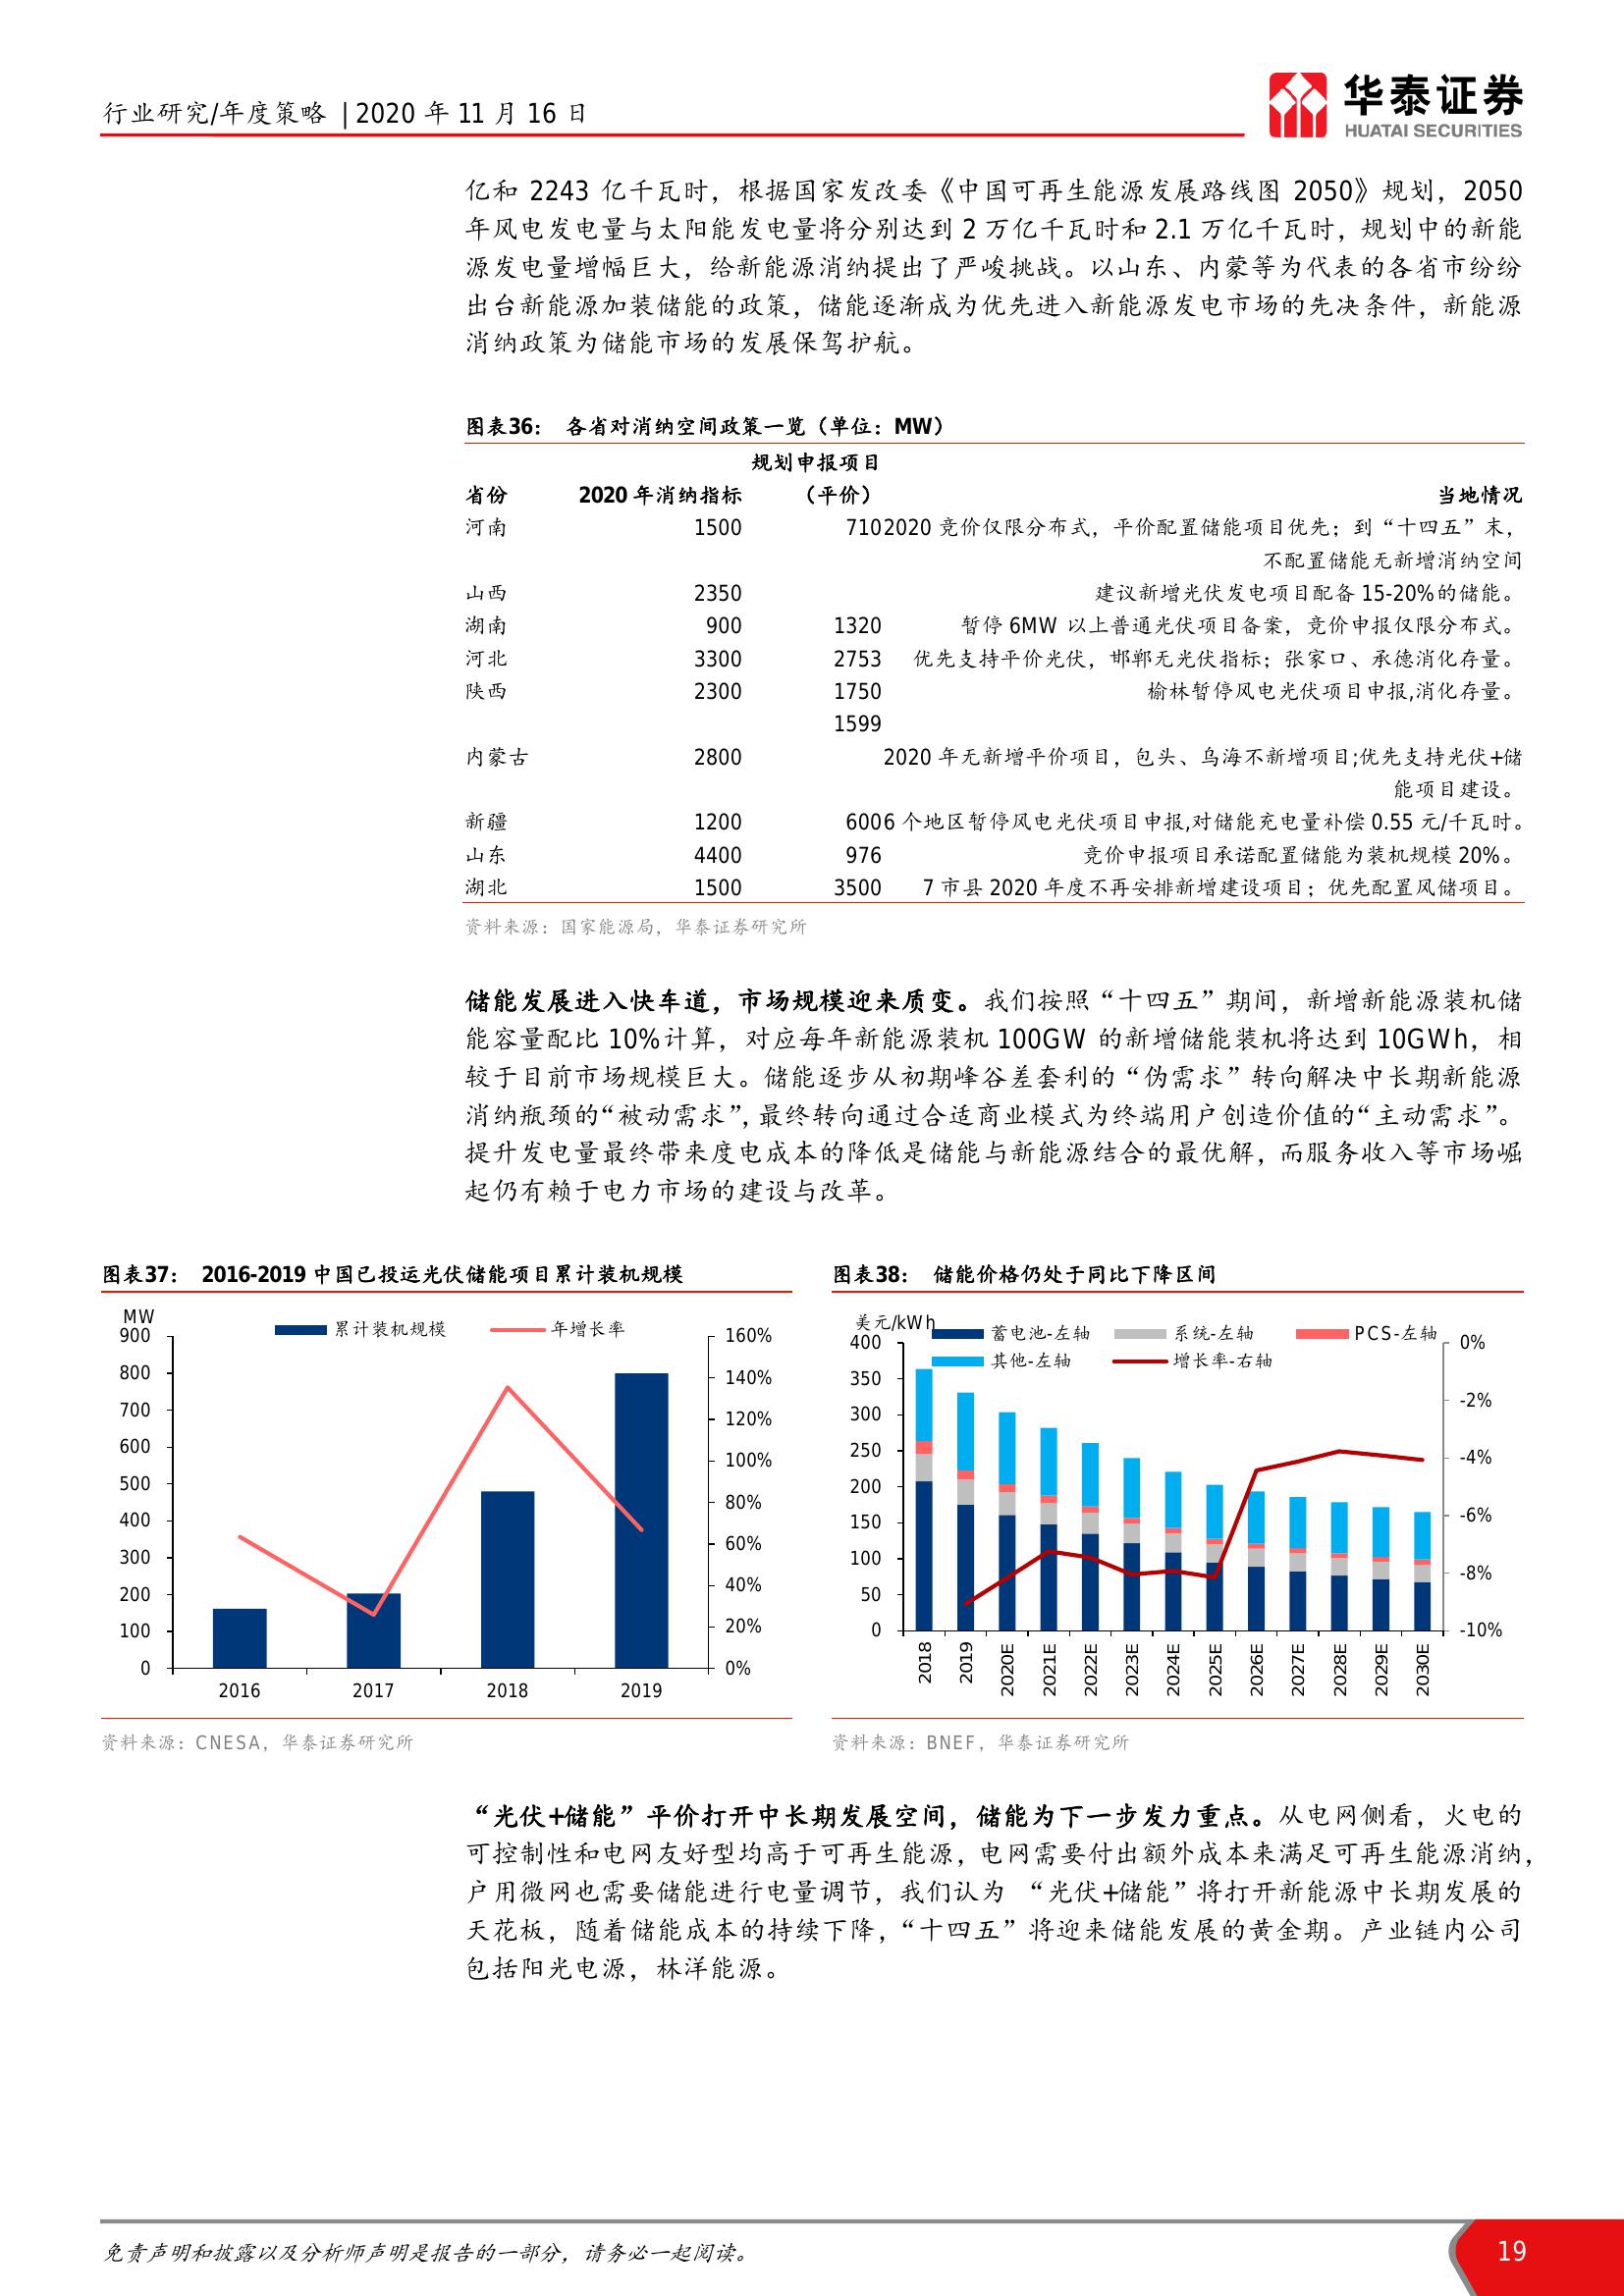 行业研究/年度策略 | 2020 年 11 月 16 日
华泰证券
HUATAI SECURITIES
亿和 2243 亿千瓦时，根据国家发改委《中国可再生能源发展路线图 2050》规划，2050
年风电发电量与太阳能发电量将分别达到 2 万亿千瓦时和 2.1 万亿千瓦时，规划中的新能
源发电量增幅巨大，给新能源消纳提出了严峻挑战。以山东、内蒙等为代表的各省市纷纷
出台新能源加装储能的政策，储能逐渐成为优先进入新能源发电市场的先决条件，新能源
消纳政策为储能市场的发展保驾护航。
图表36： 各省对消纳空间政策一览（单位：MW）
规划申报项目
省份 2020 年消纳指标 （平价） 当地情况
河南 1500 710 2020 竞价仅限分布式，平价配置储能项目优先；到“十四五”末，
不配置储能无新增消纳空间
山西 2350 建议新增光伏发电项目配备 15-20%的储能。
湖南 900 1320 暂停 6MW 以上普通光伏项目备案，竞价申报仅限分布式。
河北 3300 2753 优先支持平价光伏，邯郸无光伏指标；张家口、承德消化存量。
陕西 2300 1750 榆林暂停风电光伏项目申报,消化存量。
1599
内蒙古 2800 2020 年无新增平价项目，包头、乌海不新增项目;优先支持光伏+储
能项目建设。
新疆 1200 600 6 个地区暂停风电光伏项目申报,对储能充电量补偿 0.55 元/千瓦时。
山东 4400 976 竞价申报项目承诺配置储能为装机规模 20%。
湖北 1500 3500 7 市县 2020 年度不再安排新增建设项目；优先配置风储项目。
资料来源：国家能源局，华泰证券研究所
储能发展进入快车道，市场规模迎来质变。我们按照“十四五”期间，新增新能源装机储
能容量配比 10%计算，对应每年新能源装机 100GW 的新增储能装机将达到 10GWh，相
较于目前市场规模巨大。储能逐步从初期峰谷差套利的“伪需求”转向解决中长期新能源
消纳瓶颈的“被动需求”，最终转向通过合适商业模式为终端用户创造价值的“主动需求”。
提升发电量最终带来度电成本的降低是储能与新能源结合的最优解，而服务收入等市场崛
起仍有赖于电力市场的建设与改革。
图表37： 2016-2019 中国已投运光伏储能项目累计装机规模
MW
累计装机规模 年增长率
900 160%
800 140%
700 120%
600 100%
500 80%
400 60%
300 40%
200 20%
100 0%
0
2016 2017 2018 2019
资料来源：CNESA，华泰证券研究所
图表38： 储能价格仍处于同比下降区间
美元/kWh
蓄电池-左轴 系统-左轴 PCS-左轴
其他-左轴 增长率-右轴
400 0%
350 -2%
300 -4%
250 -6%
200 -8%
150 -10%
100
50
0
2018 2019 2020E 2021E 2022E 2023E 2024E 2025E 2026E 2027E 2028E 2029E 2030E
资料来源：BNEF，华泰证券研究所
“光伏+储能”平价打开中长期发展空间，储能为下一步发力重点。从电网侧看，火电的
可控制性和电网友好型均高于可再生能源，电网需要付出额外成本来满足可再生能源消纳，
户用微网也需要储能进行电量调节，我们认为 “光伏+储能”将打开新能源中长期发展的
天花板，随着储能成本的持续下降，“十四五”将迎来储能发展的黄金期。产业链内公司
包括阳光电源，林洋能源。
免责声明和披露以及分析师声明是报告的一部分，请务必一起阅读。
19